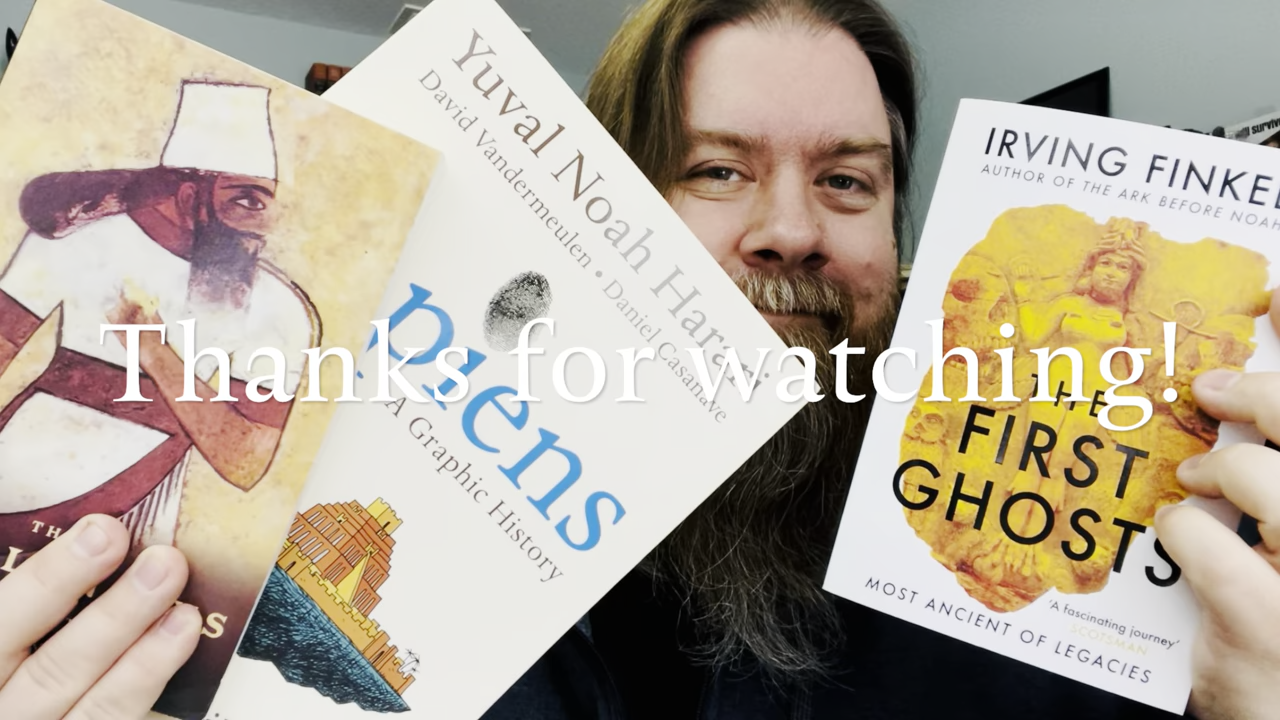 Yuval Noah Harari
David Vandermeulen • Daniel Casanave
piens
A Graphic History
IRVING FINKEL
AUTHOR OF THE ARK BEFORE NOAH
THE
FIRST
GHOSTS
MOST ANCIENT OF LEGACIES
'A fascinating journey'
SCOTSMAN
Thanks for watching!